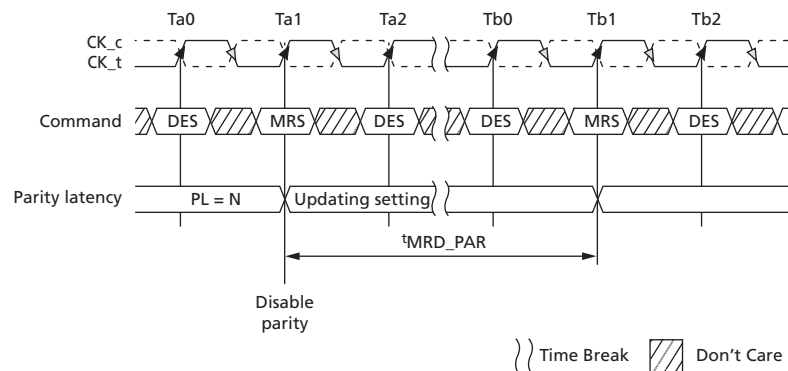 Ta0 Ta1 Ta2 Tb0 Tb1 Tb2
CK_c
CK_t
Command DES MRS DES DES MRS DES
Parity latency PL = N Updating setting
tMRD_PAR
Disable
parity
Time Break Don't Care